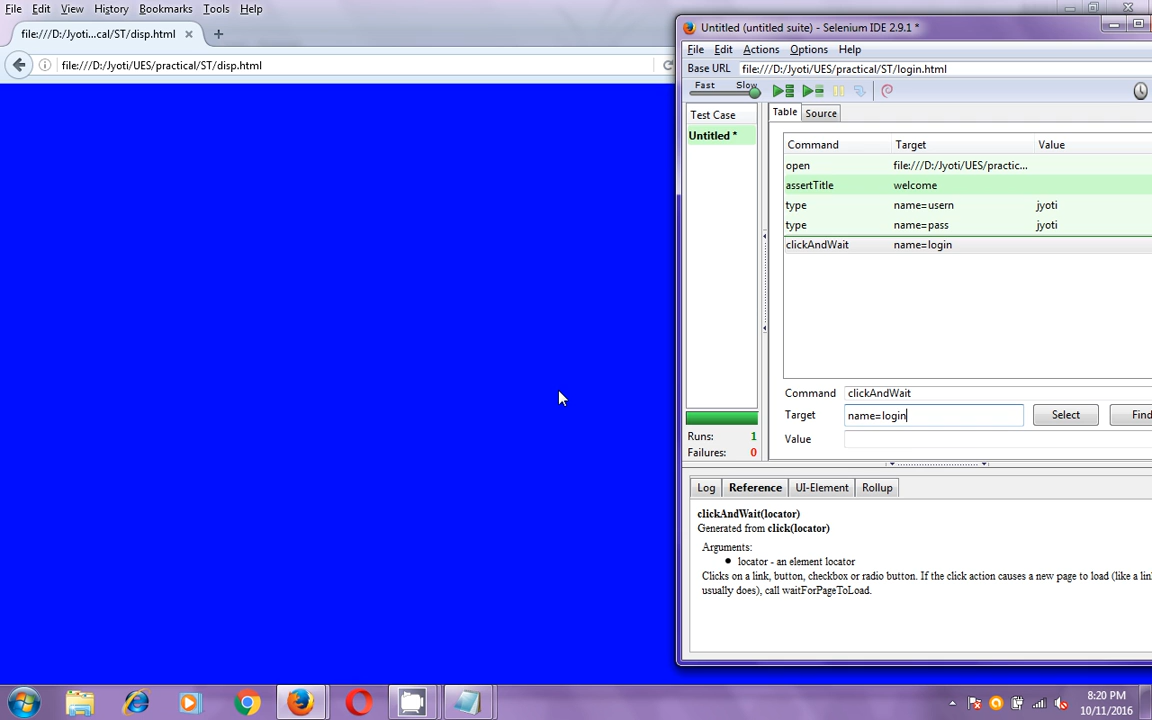 File Edit View History Bookmarks Tools Help
file:///D:/Jyoti...cal/ST/disp.html
file:///D:/Jyoti/UES/practical/ST/disp.html
Untitled (untitled suite) - Selenium IDE 2.9.1 *
File Edit Actions Options Help
Base URL file:///D:/Jyoti/UES/practical/ST/login.html
Fast Slow
Test Case
Untitled *
Table Source
Command Target Value
open file:///D:/Jyoti/UES/practic...
assertTitle welcome
type name=usern jyoti
type name=pass jyoti
clickAndWait name=login
Command clickAndWait
Target name=login Select Find
Value
Runs: 1
Failures: 0
Log Reference UI-Element Rollup
clickAndWait(locator)
Generated from click(locator)
Arguments:
locator - an element locator
Clicks on a link, button, checkbox or radio button. If the click action causes a new page to load (like a lin
usually does), call waitForPageToLoad.
8:20 PM
10/11/2016